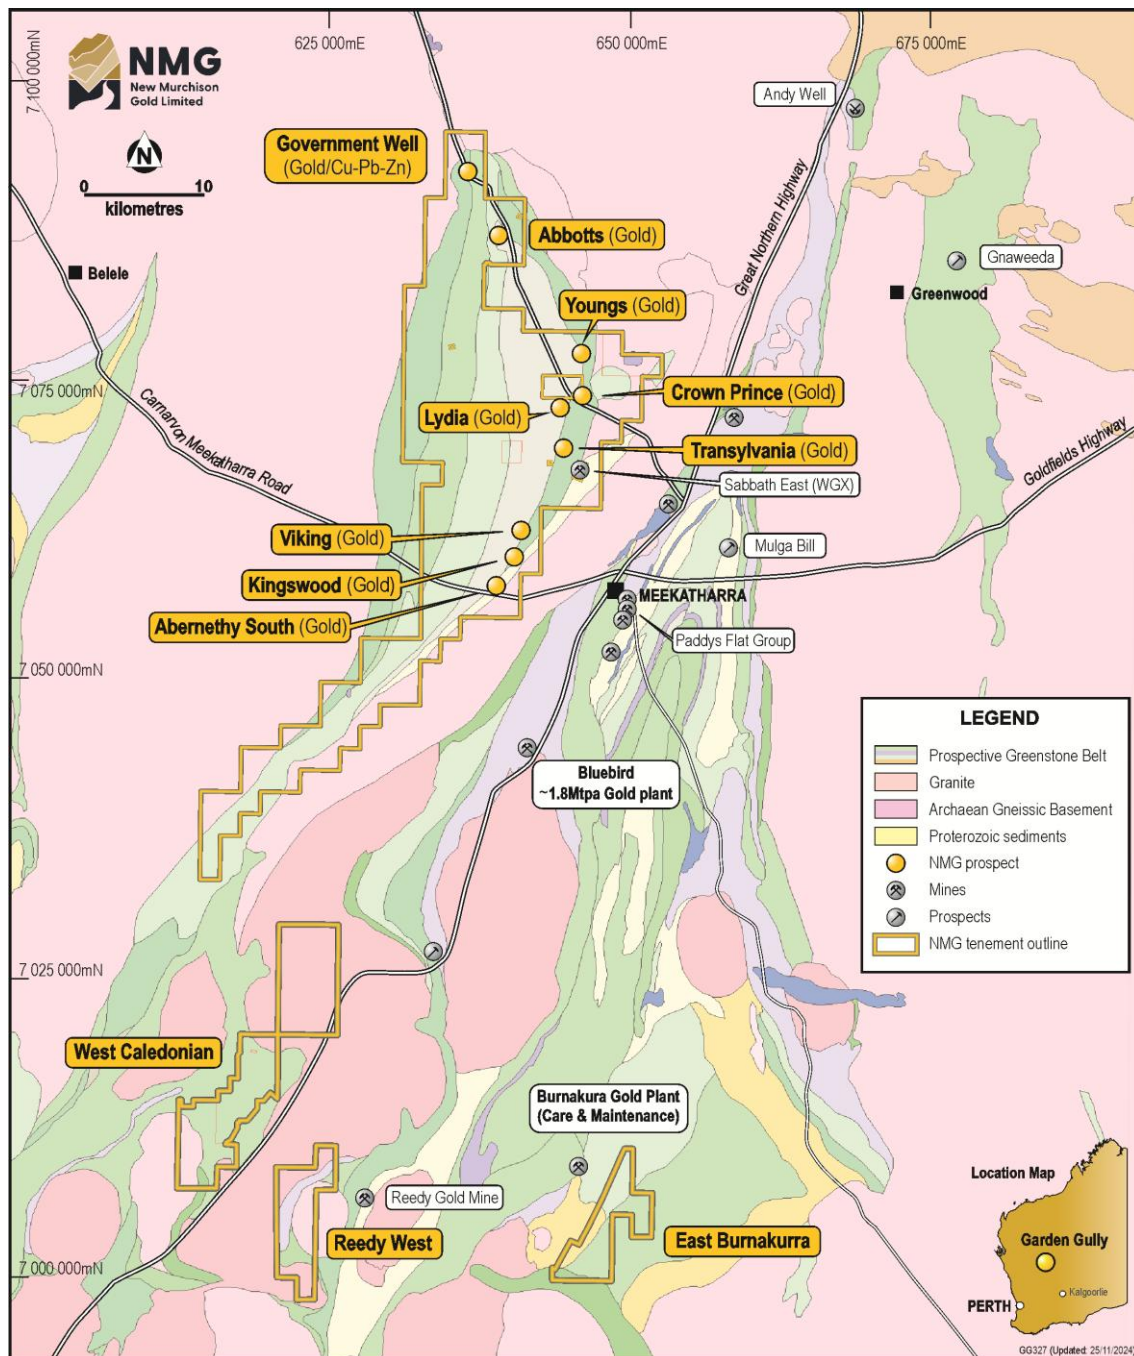 625 000mE
650 000mE
675 000mE
7 100 000mN
NMG
New Murchison
Gold Limited
N
0 10
kilometres
Andy Well
Government Well
(Gold/Cu-Pb-Zn)
Abbotts (Gold)
Great Northern Highway
Belele
Gnaweeda
Greenwood
Youngs (Gold)
7 075 000mN
Crown Prince (Gold)
Lydia (Gold)
Carnarvon Meekatharra Road
Transylvania (Gold)
Goldfields Highway
Sabbath East (WGX)
Viking (Gold)
Mulga Bill
Kingswood (Gold)
MEEKATHARRA
Abernethy South (Gold)
Paddys Flat Group
7 050 000mN
LEGEND
Prospective Greenstone Belt
Granite
Archaean Gneissic Basement
Proterozoic sediments
NMG prospect
Mines
Prospects
NMG tenement outline
Bluebird
~1.8Mtpa Gold plant
7 025 000mN
West Caledonian
Burnakura Gold Plant
(Care & Maintenance)
Reedy Gold Mine
Reedy West
East Burnakurra
7 000 000mN
Location Map
Garden Gully
Kalgoorlie
PERTH
GG327 (Updated: 25/11/2024)